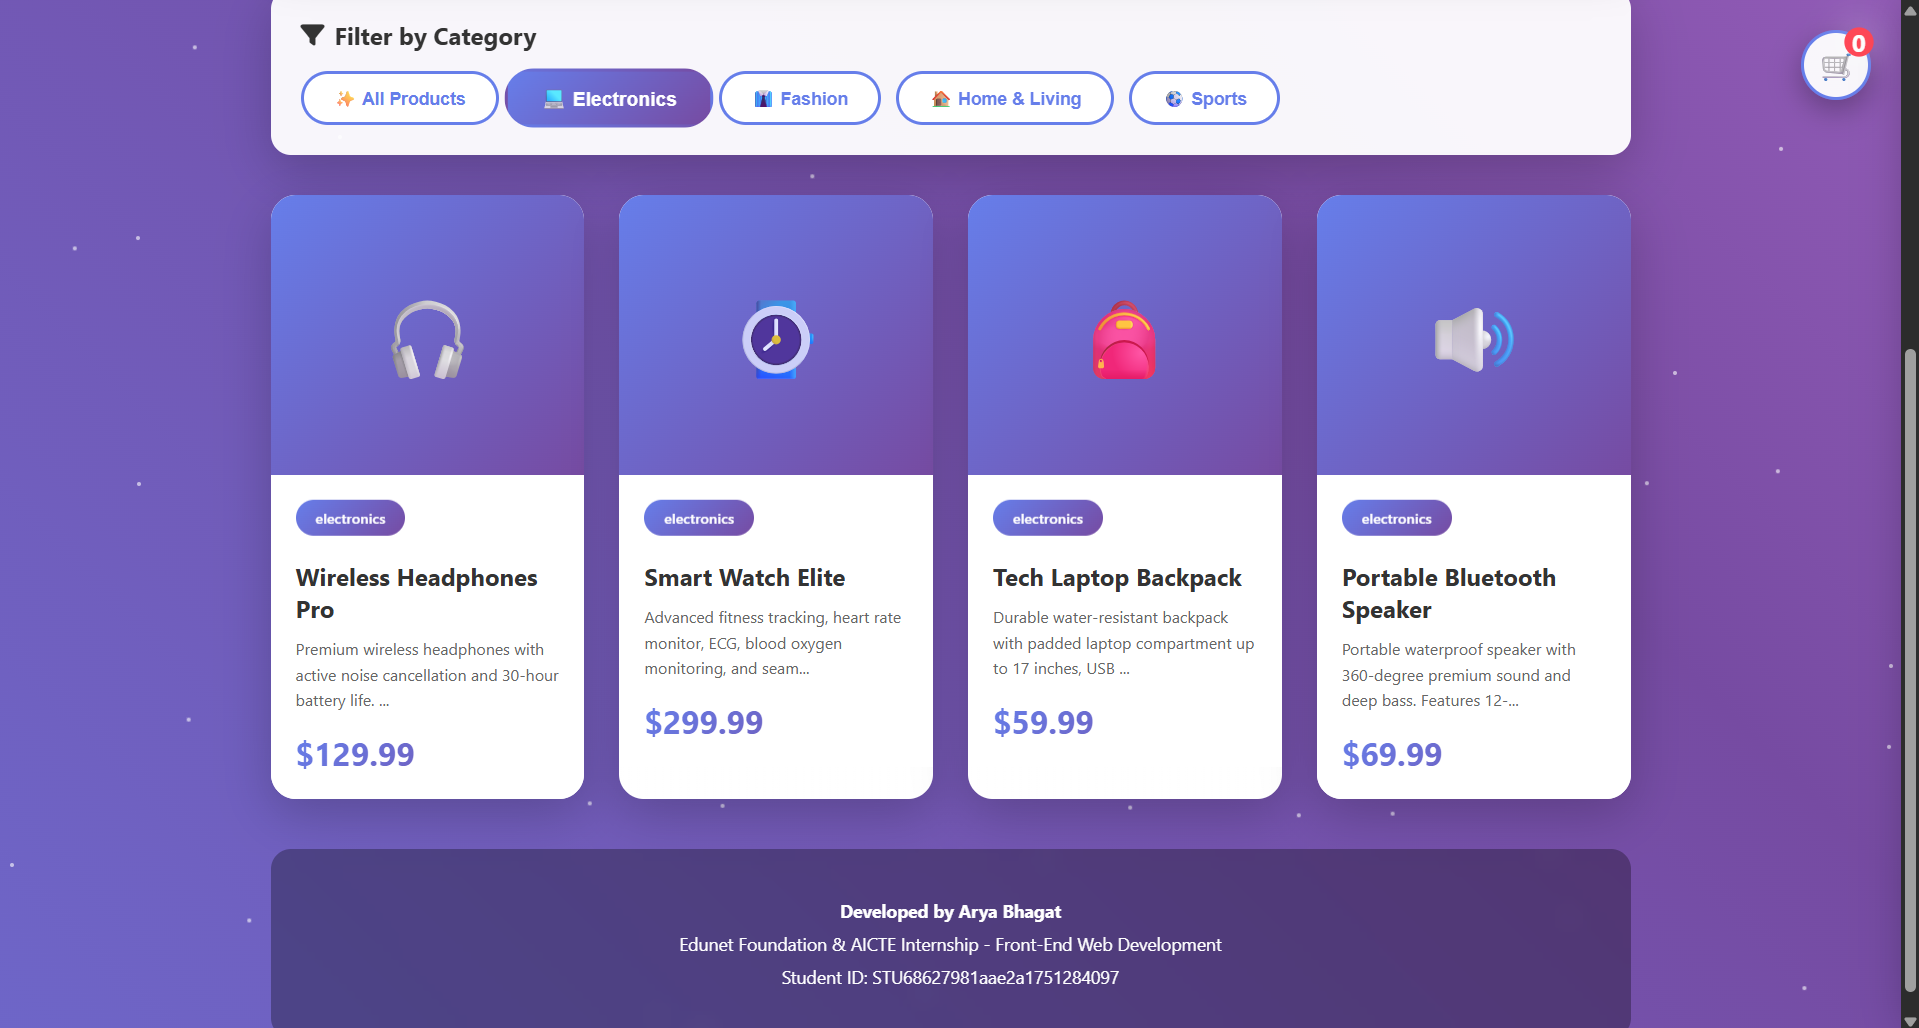 Filter by Category
0
All Products
Electronics
Fashion
Home & Living
Sports
electronics
Wireless Headphones
Pro
Premium wireless headphones with
active noise cancellation and 30-hour
battery life. ...
$129.99
electronics
Smart Watch Elite
Advanced fitness tracking, heart rate
monitor, ECG, blood oxygen
monitoring, and seam...
$299.99
electronics
Tech Laptop Backpack
Durable water-resistant backpack
with padded laptop compartment up
to 17 inches, USB ...
$59.99
electronics
Portable Bluetooth
Speaker
Portable waterproof speaker with
360-degree premium sound and
deep bass. Features 12-...
$69.99
Developed by Arya Bhagat
Edunet Foundation & AICTE Internship - Front-End Web Development
Student ID: STU68627981aae2a1751284097